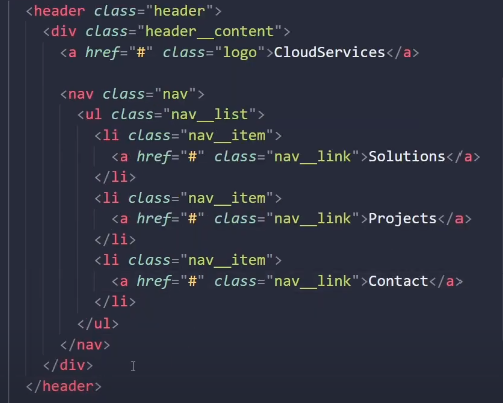 <header class="header">
<div class="header__content">
<a href="#" class="logo">CloudServices</a>
<nav class="nav">
<ul class="nav__list">
<li class="nav__item">
<a href="#" class="nav__link">Solutions</a>
</li>
<li class="nav__item">
<a href="#" class="nav__link">Projects</a>
</li>
<li class="nav__item">
<a href="#" class="nav__link">Contact</a>
</li>
</ul>
</nav>
</div>
</header>